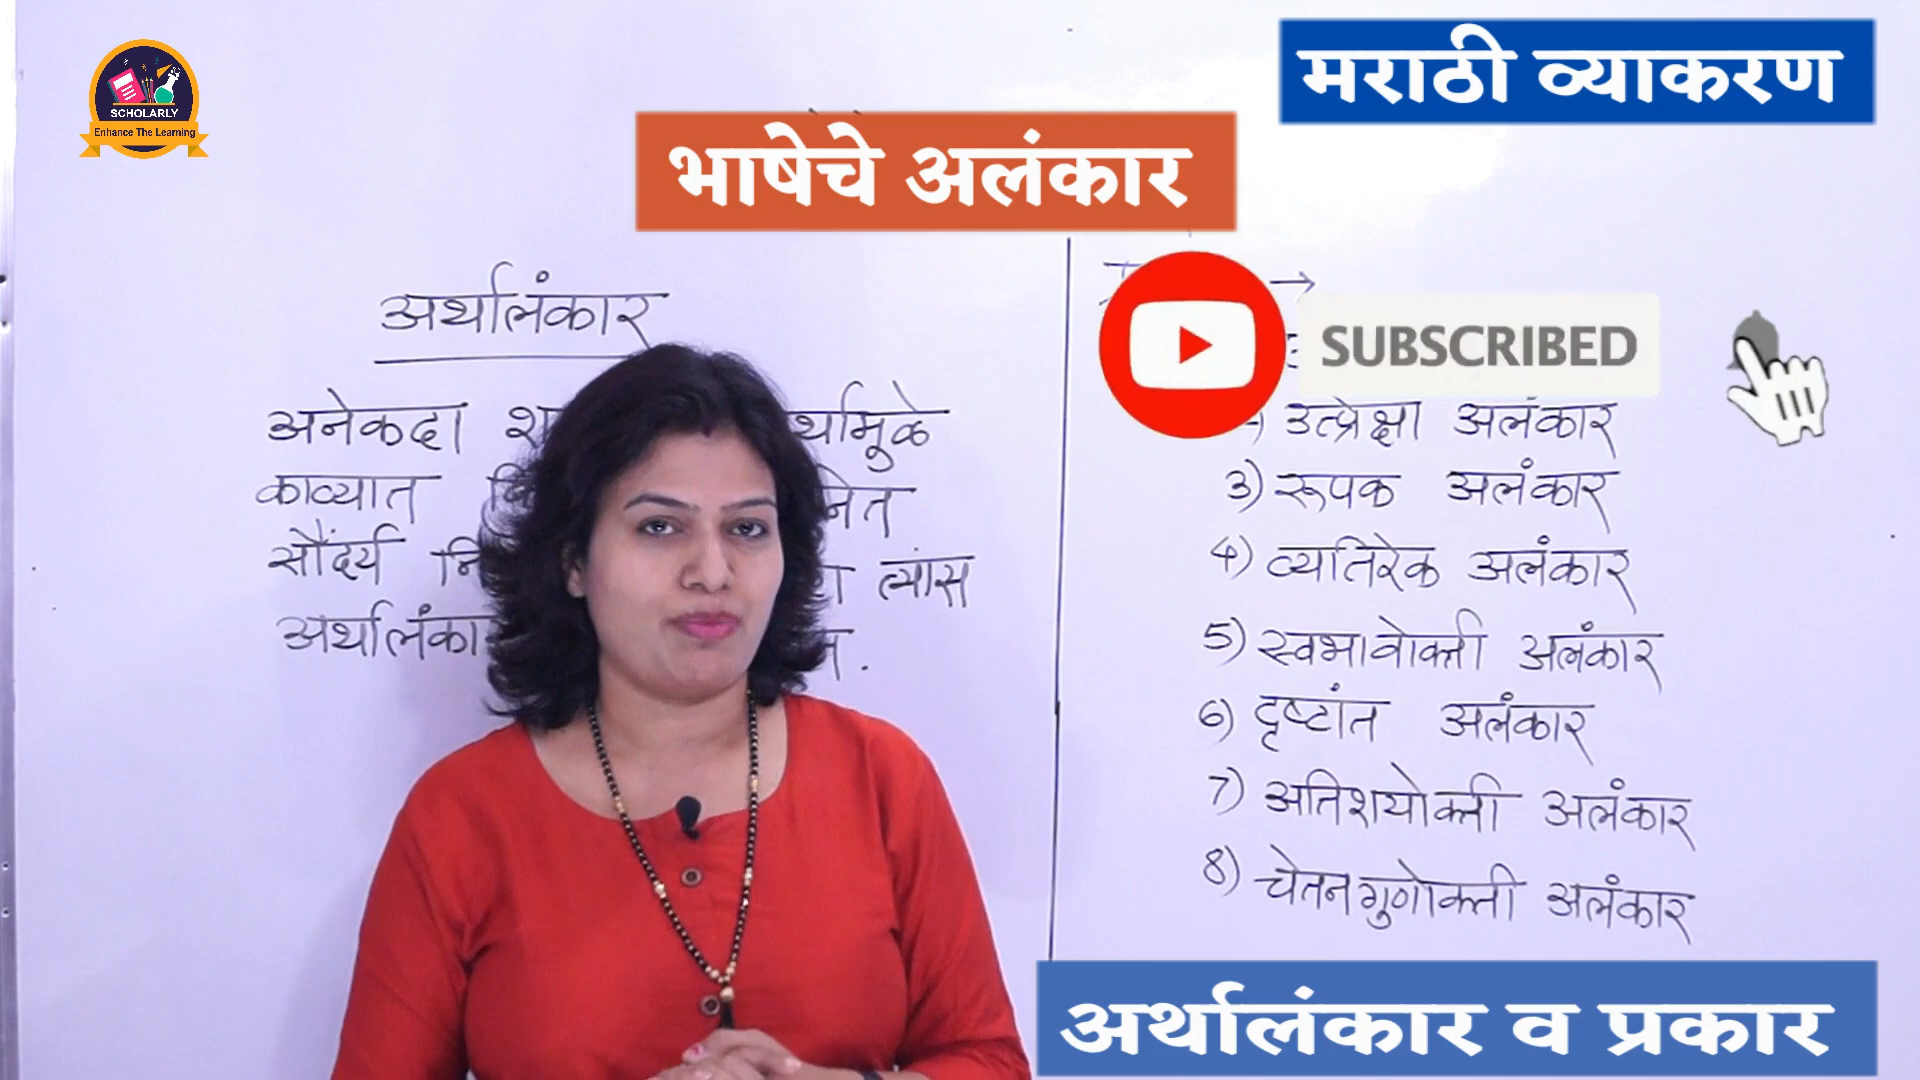 SCHOLARLY
Enhance The Learning
मराठी व्याकरण
भाषेचे अलंकार
अर्थालंकार
अनेकदा
काव्यात
सौंदर्य त्यांस
SUBSCRIBED
उत्प्रेक्षा अलंकार
3) रूपक अलंकार
4) व्यतिरेक अलंकार
5) स्वभावोक्ती अलंकार
6) दृष्टांत अलंकार
7) अतिशयोक्ती अलंकार
8) चेतनगुणोक्ती अलंकार
अर्थालंकार व प्रकार